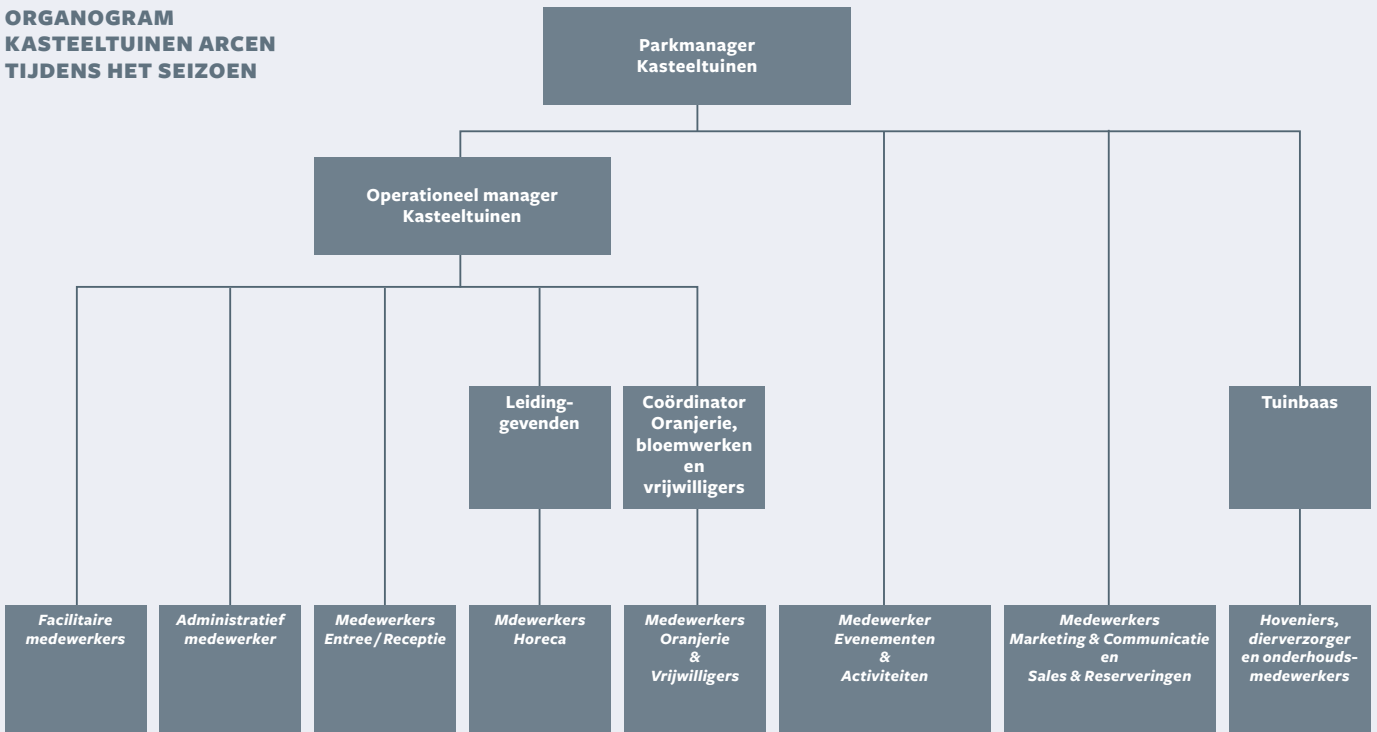 ORGANOGRAM
KASTEELTUINEN ARCEN
TIJDENS HET SEIZOEN
Parkmanager
Kasteeltuinen
Operationeel manager
Kasteeltuinen
Leiding-
gevenden
Coördinator
Oranjerie,
bloemwerken
en
vrijwilligers
Tuinbaas
Facilitaire
medewerkers
Administratief
medewerker
Medewerkers
Entree / Receptie
Mdewerkers
Horeca
Medewerkers
Oranjerie
&
Vrijwilligers
Medewerker
Evenementen
&
Activiteiten
Medewerkers
Marketing & Communicatie
en
Sales & Reserveringen
Hoveniers,
dierverzorger
en onderhouds-
medewerkers